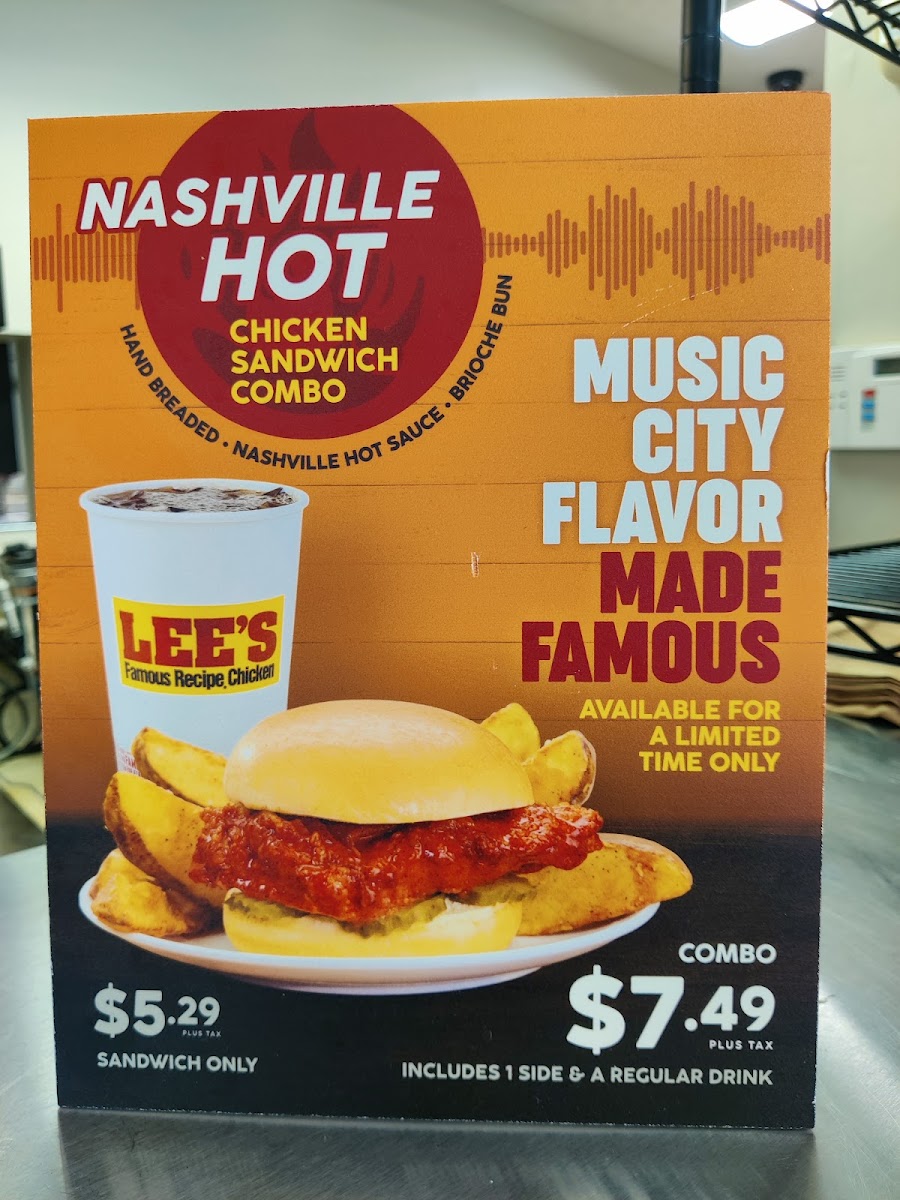 NASHVILLE
HOT
CHICKEN
SANDWICH
COMBO
HAND BREADED • NASHVILLE HOT SAUCE • BRIOCHE BUN
MUSIC
CITY
FLAVOR
MADE
FAMOUS
AVAILABLE FOR
A LIMITED
TIME ONLY
LEE'S
Famous Recipe Chicken
$5.29
PLUS TAX
SANDWICH ONLY
COMBO
$7.49
PLUS TAX
INCLUDES 1 SIDE & A REGULAR DRINK